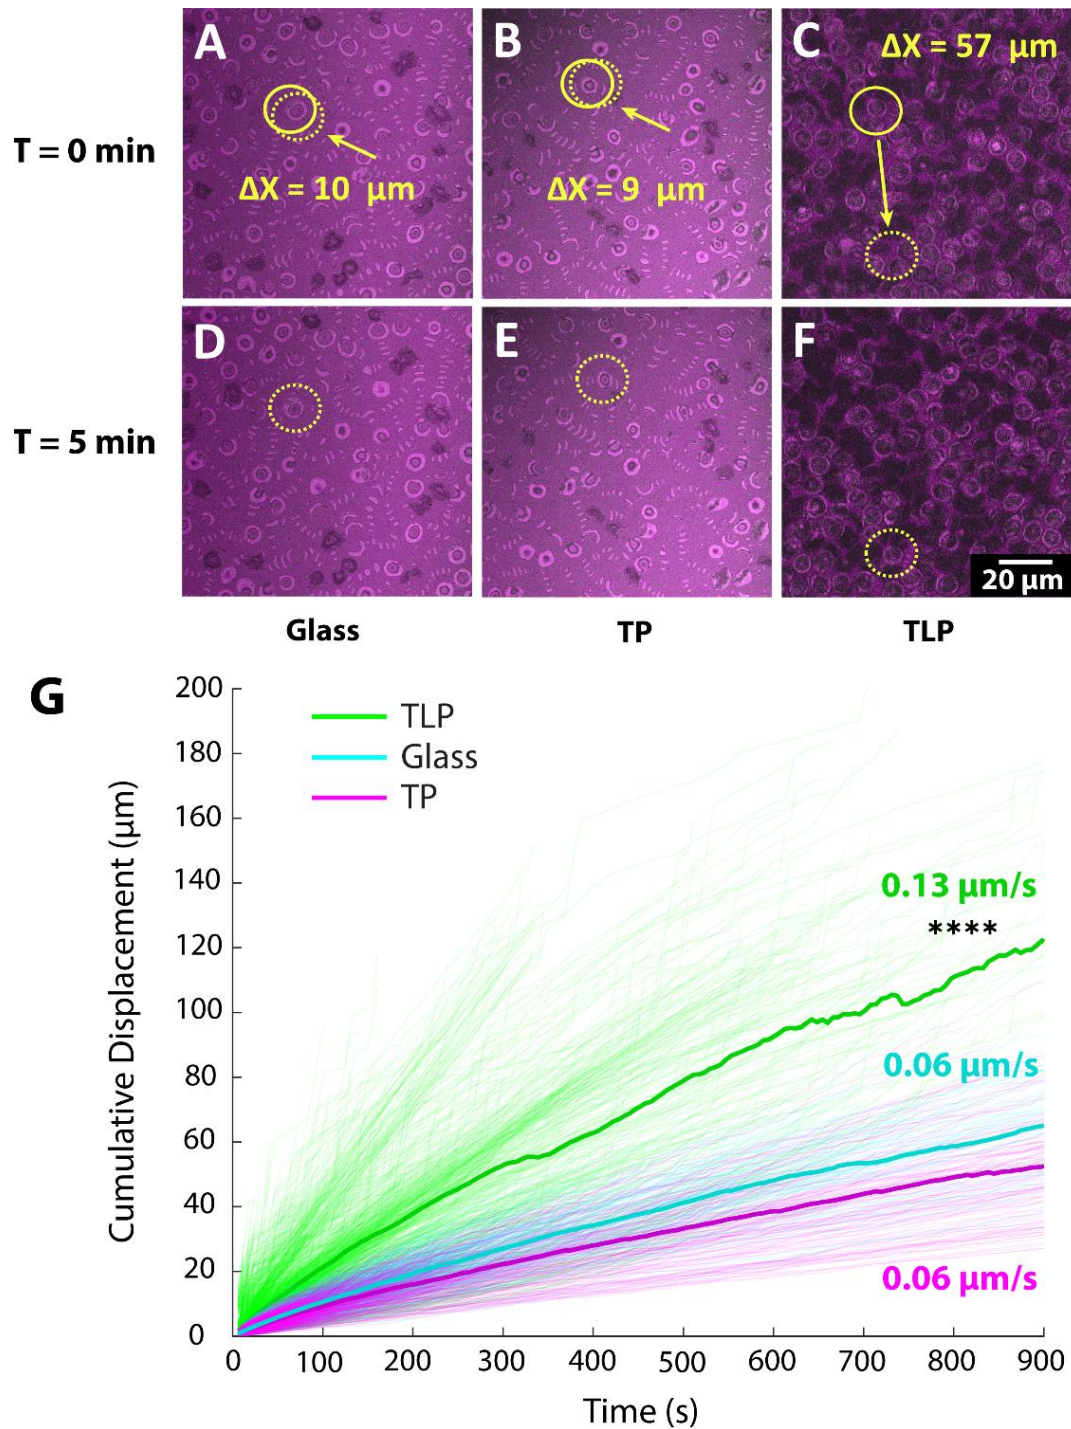 A
B
C
ΔX = 57 µm
T = 0 min
ΔX = 10 µm
ΔX = 9 µm
D
E
F
T = 5 min
20 µm
Glass
TP
TLP
G
200
180
160
140
120
100
80
60
40
20
0
Cumulative Displacement (µm)
TLP
Glass
TP
0.13 µm/s
****
0.06 µm/s
0.06 µm/s
0 100 200 300 400 500 600 700 800 900
Time (s)